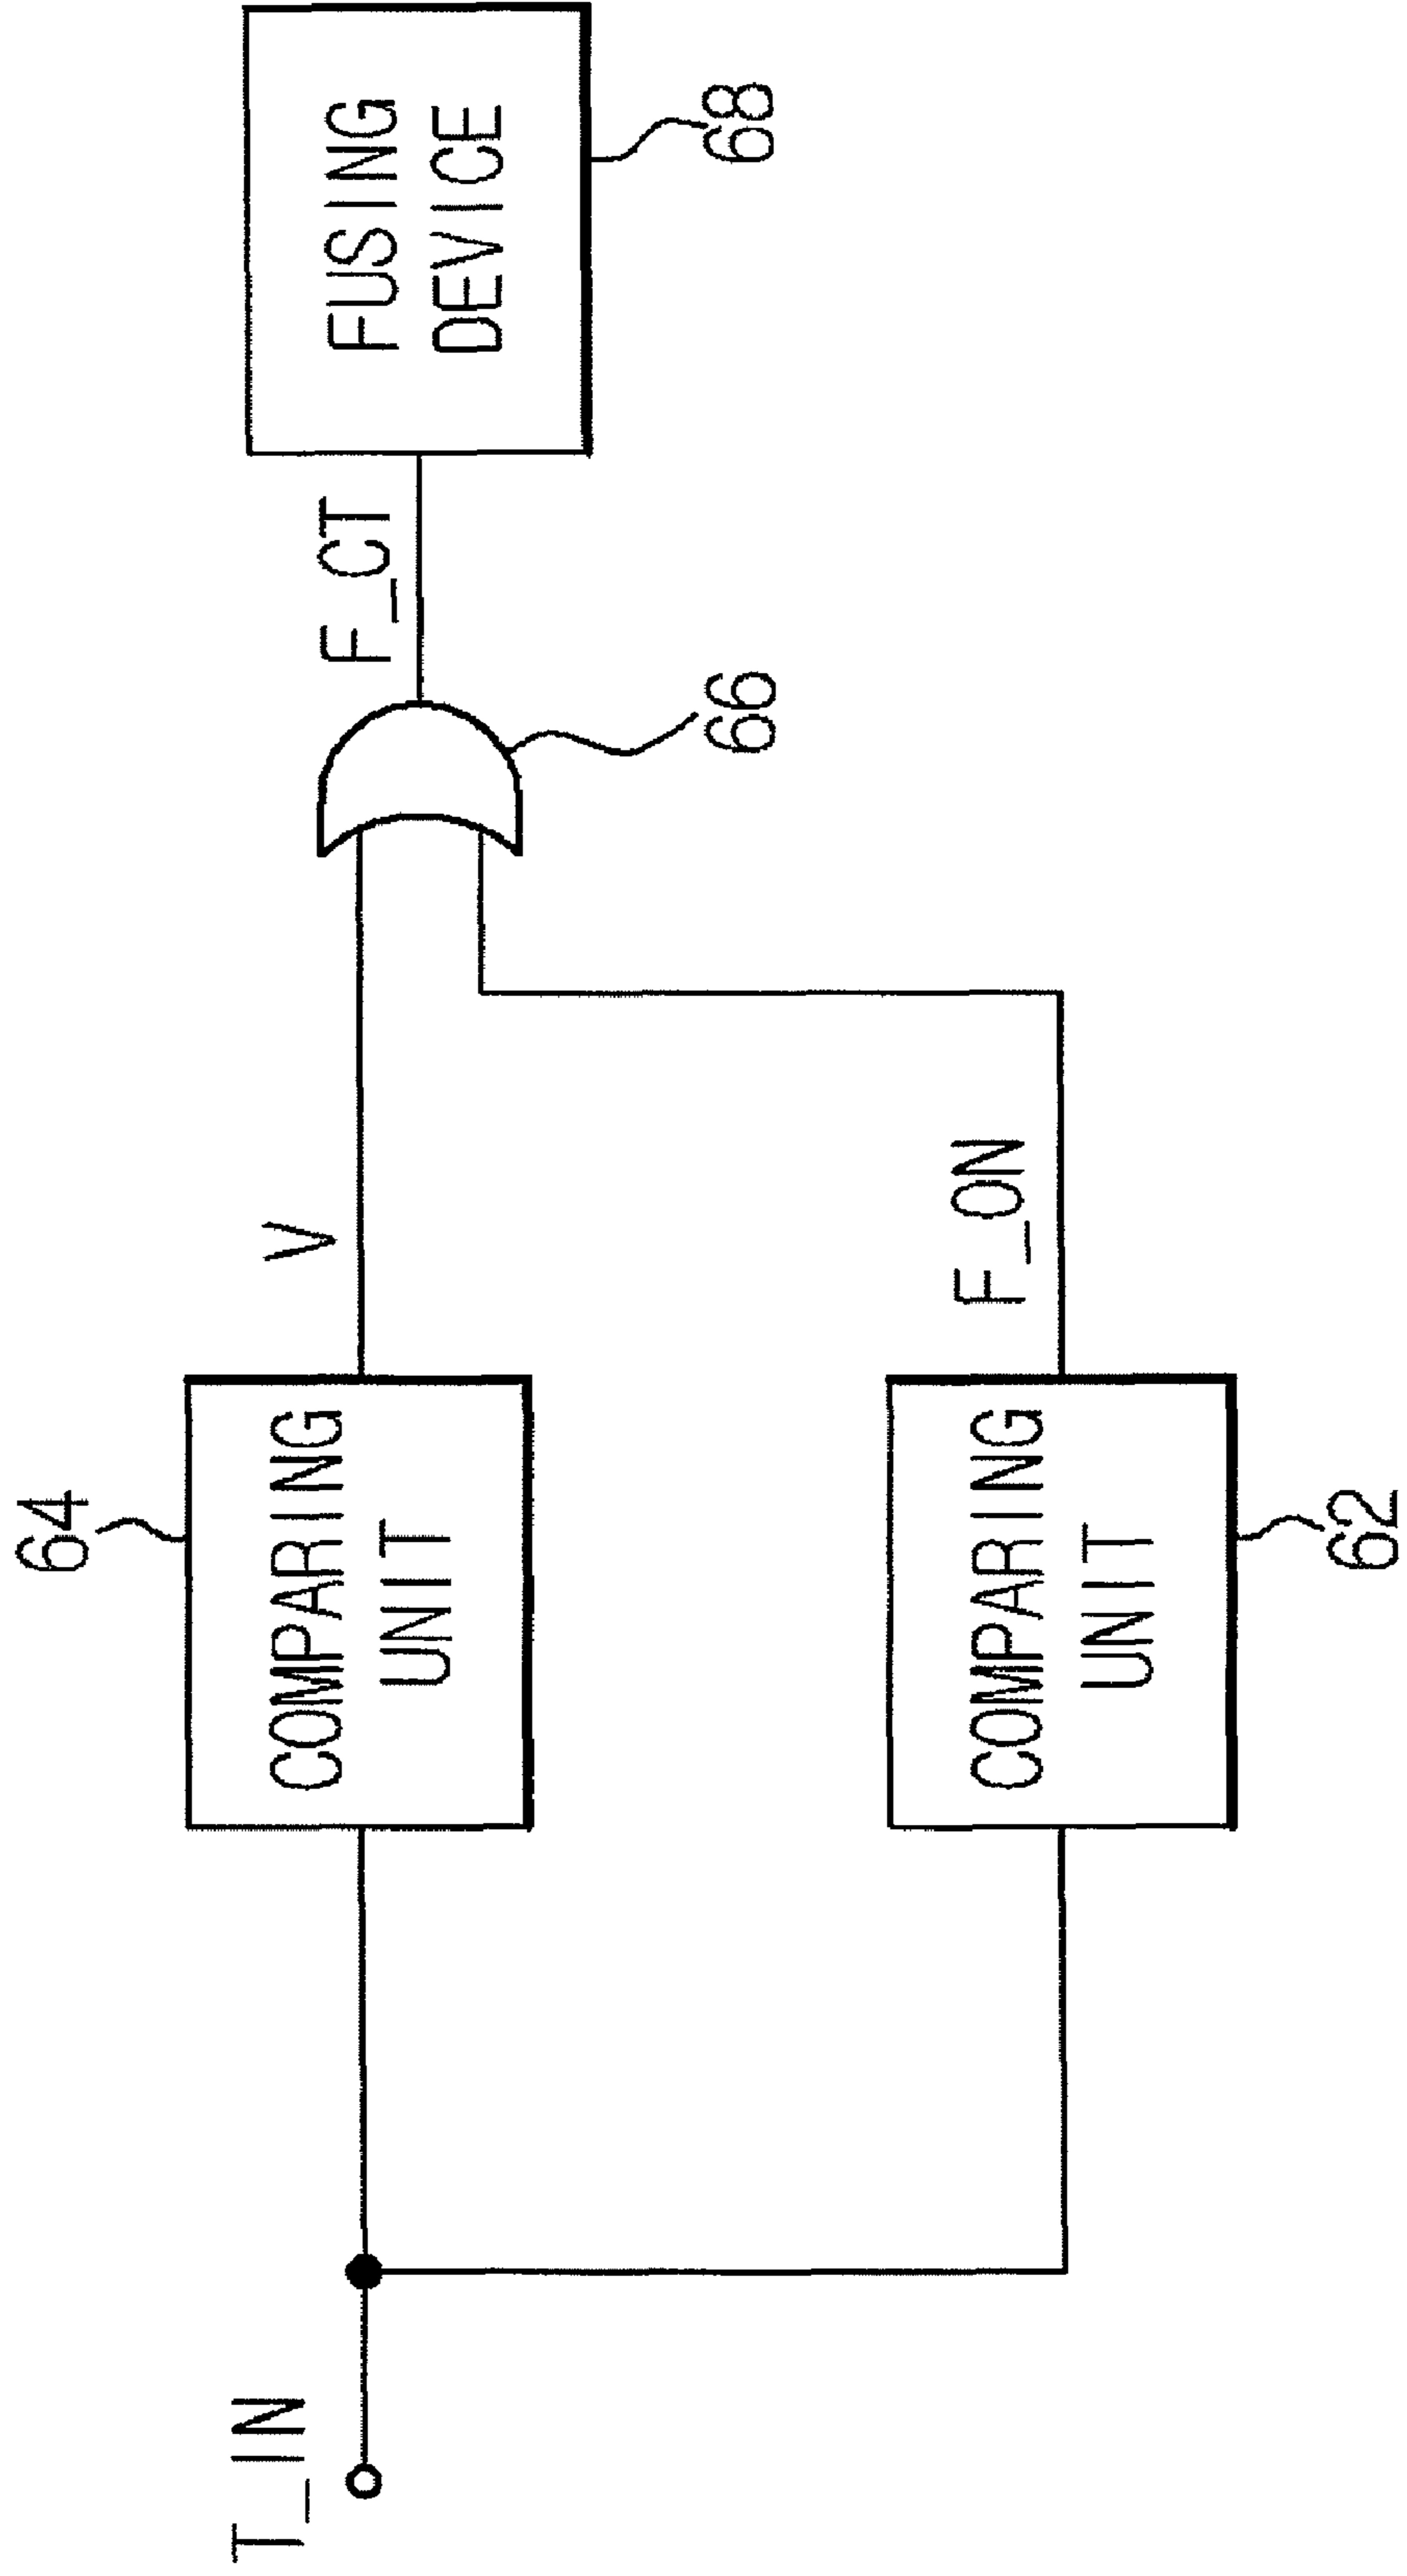 T_IN
64
COMPARING
UNIT
V
62
COMPARING
UNIT
F_ON
66
F_CT
FUSING
DEVICE
68